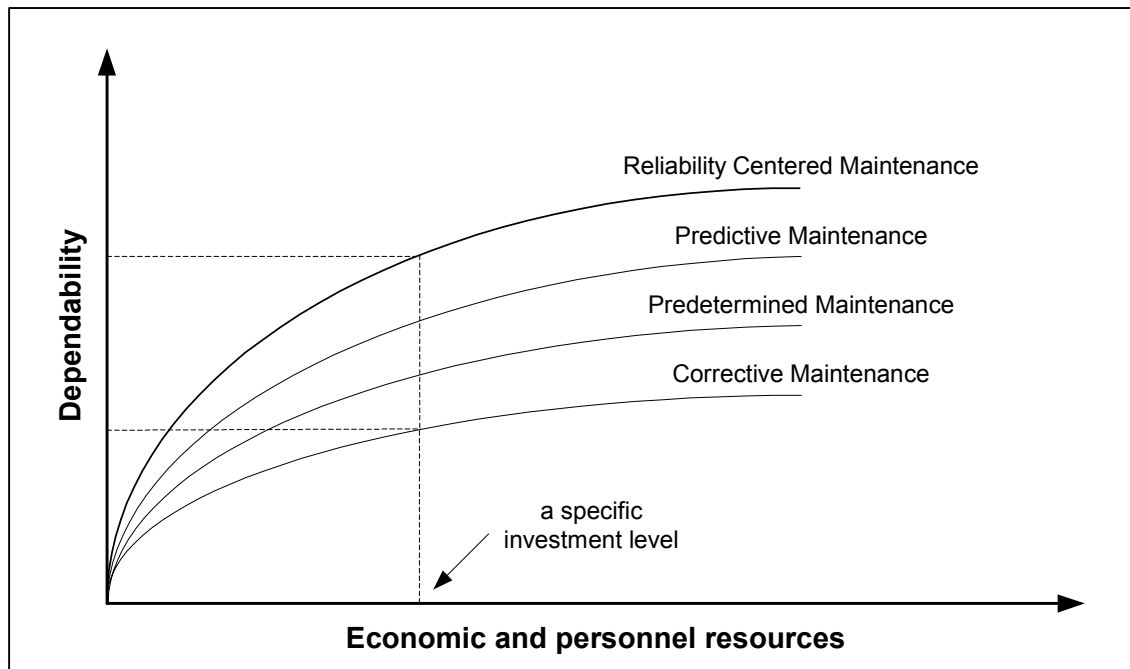 Reliability Centered Maintenance
Predictive Maintenance
Predetermined Maintenance
Corrective Maintenance
Dependability
a specific
investment level
Economic and personnel resources